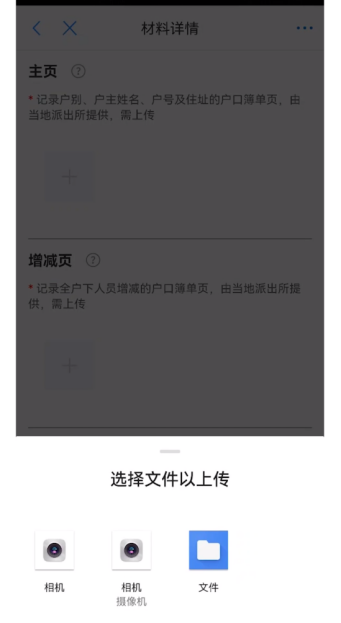 材料详情
主页
*记录户别、户主姓名、户号及住址的户口簿单页，由
当地派出所提供，需上传
增减页
*记录全户下人员增减的户口簿单页，由当地派出所提
供，需上传
选择文件以上传
相机
相机
摄像机
文件